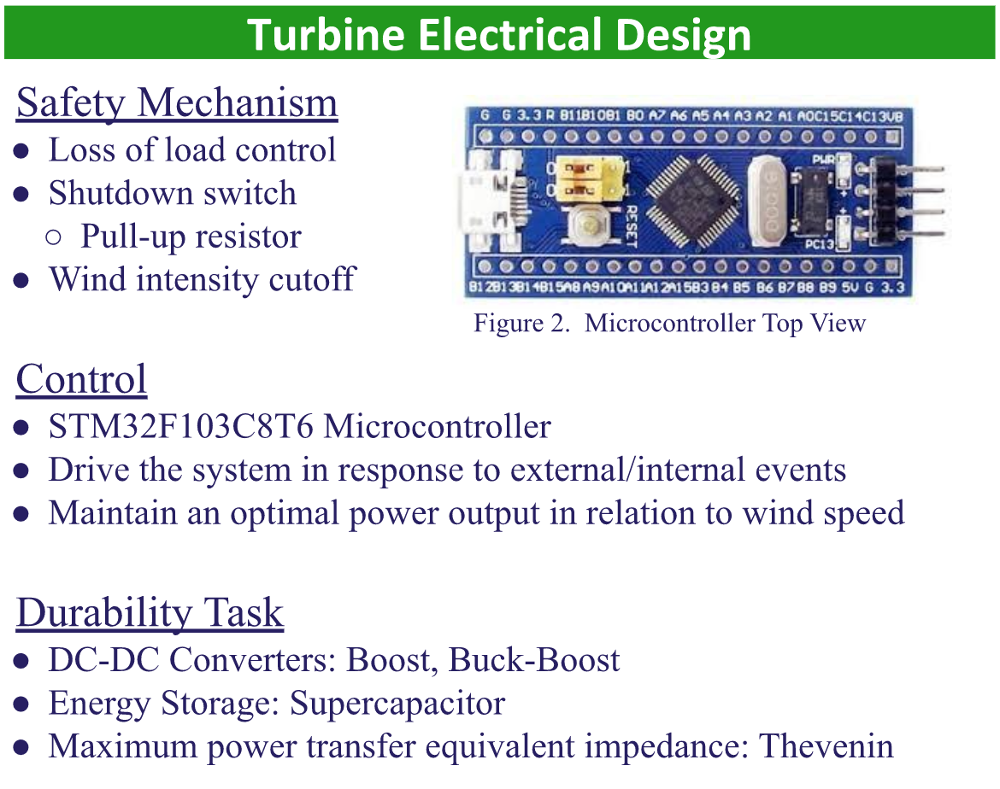 Turbine Electrical Design
Safety Mechanism
● Loss of load control
● Shutdown switch
○ Pull-up resistor
● Wind intensity cutoff
G G 3.3 R B11B10B1 B0 A7 A6 A5 A4 A3 A2 A1 A0C15C14C13VB
0 1
0 1
RESET
PWR
PC13
B12B13B14B15A8 A9A10A11A12A15B3 B4 B5 B6 B7 B8 B9 5V G 3.3
Figure 2. Microcontroller Top View
Control
● STM32F103C8T6 Microcontroller
● Drive the system in response to external/internal events
● Maintain an optimal power output in relation to wind speed
Durability Task
● DC-DC Converters: Boost, Buck-Boost
● Energy Storage: Supercapacitor
● Maximum power transfer equivalent impedance: Thevenin